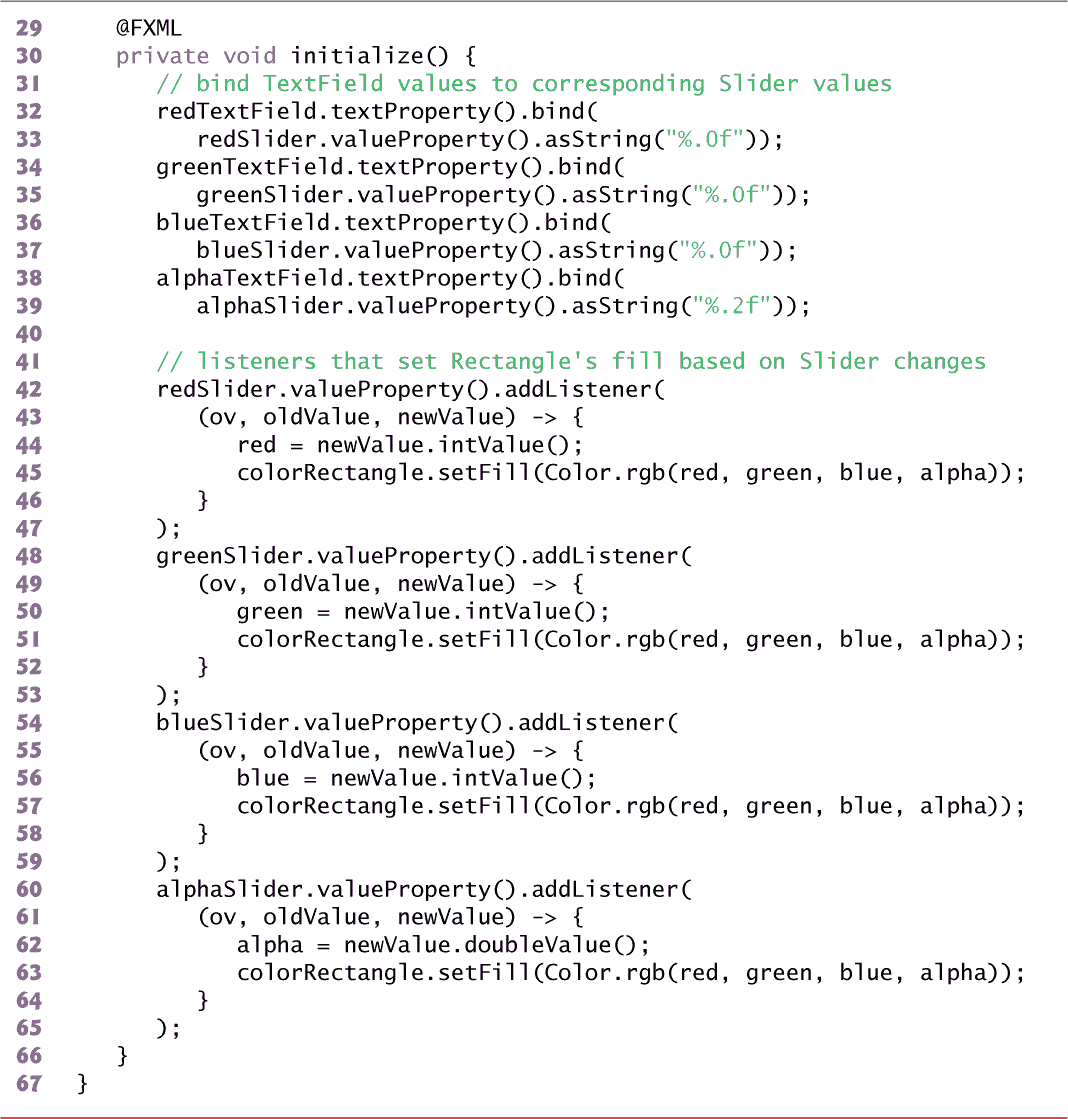 29 @FXML
30 private void initialize() {
31 // bind TextField values to corresponding Slider values
32 redTextField.textProperty().bind(
33 redSlider.valueProperty().asString("%.0f"));
34 greenTextField.textProperty().bind(
35 greenSlider.valueProperty().asString("%.0f"));
36 blueTextField.textProperty().bind(
37 blueSlider.valueProperty().asString("%.0f"));
38 alphaTextField.textProperty().bind(
39 alphaSlider.valueProperty().asString("%.2f"));
40
41 // listeners that set Rectangle's fill based on Slider changes
42 redSlider.valueProperty().addListener(
43 (ov, oldValue, newValue) -> {
44 red = newValue.intValue();
45 colorRectangle.setFill(Color.rgb(red, green, blue, alpha));
46 }
47 );
48 greenSlider.valueProperty().addListener(
49 (ov, oldValue, newValue) -> {
50 green = newValue.intValue();
51 colorRectangle.setFill(Color.rgb(red, green, blue, alpha));
52 }
53 );
54 blueSlider.valueProperty().addListener(
55 (ov, oldValue, newValue) -> {
56 blue = newValue.intValue();
57 colorRectangle.setFill(Color.rgb(red, green, blue, alpha));
58 }
59 );
60 alphaSlider.valueProperty().addListener(
61 (ov, oldValue, newValue) -> {
62 alpha = newValue.doubleValue();
63 colorRectangle.setFill(Color.rgb(red, green, blue, alpha));
64 }
65 );
66 }
67 }